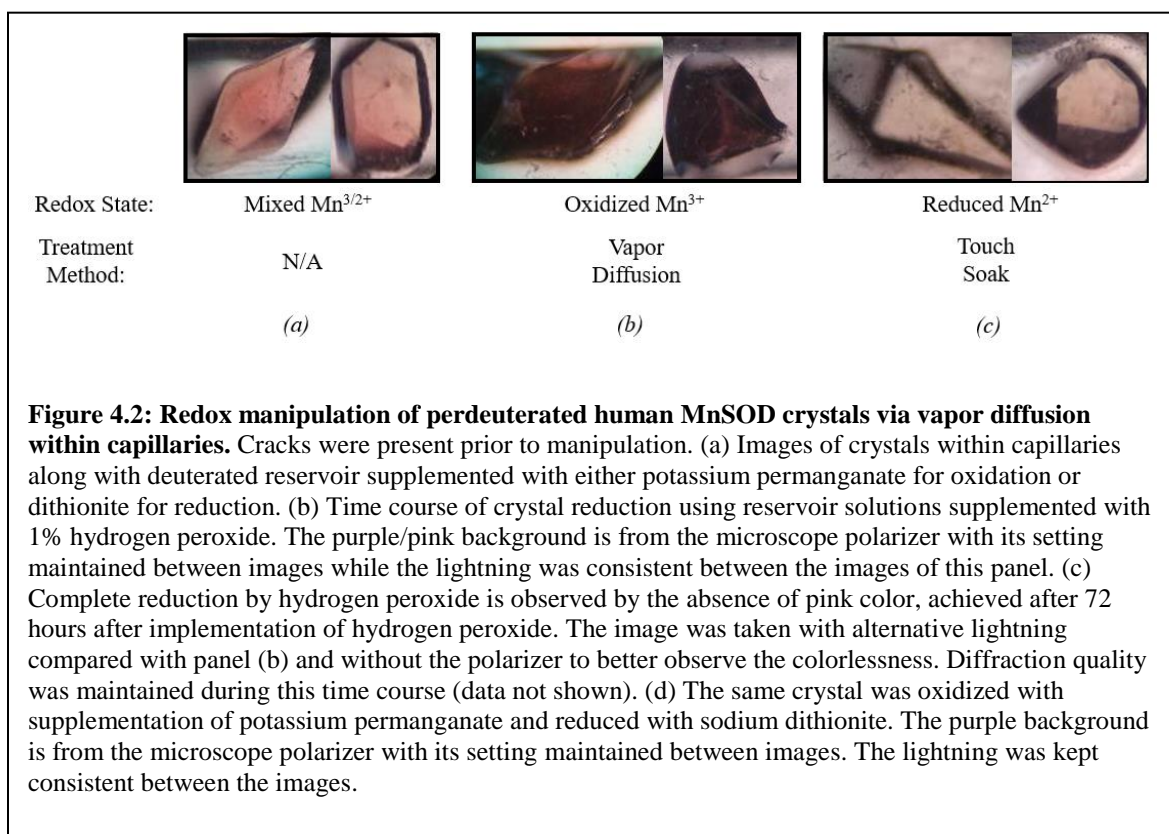 Redox State: Mixed Mn3/2+ Oxidized Mn3+ Reduced Mn2+
Treatment Method: N/A Vapor Diffusion Touch Soak
(a) (b) (c)
Figure 4.2: Redox manipulation of perdeuterated human MnSOD crystals via vapor diffusion
within capillaries. Cracks were present prior to manipulation. (a) Images of crystals within capillaries
along with deuterated reservoir supplemented with either potassium permanganate for oxidation or
dithionite for reduction. (b) Time course of crystal reduction using reservoir solutions supplemented with
1% hydrogen peroxide. The purple/pink background is from the microscope polarizer with its setting
maintained between images while the lightning was consistent between the images of this panel. (c)
Complete reduction by hydrogen peroxide is observed by the absence of pink color, achieved after 72
hours after implementation of hydrogen peroxide. The image was taken with alternative lightning
compared with panel (b) and without the polarizer to better observe the colorlessness. Diffraction quality
was maintained during this time course (data not shown). (d) The same crystal was oxidized with
supplementation of potassium permanganate and reduced with sodium dithionite. The purple background
is from the microscope polarizer with its setting maintained between images. The lightning was kept
consistent between the images.